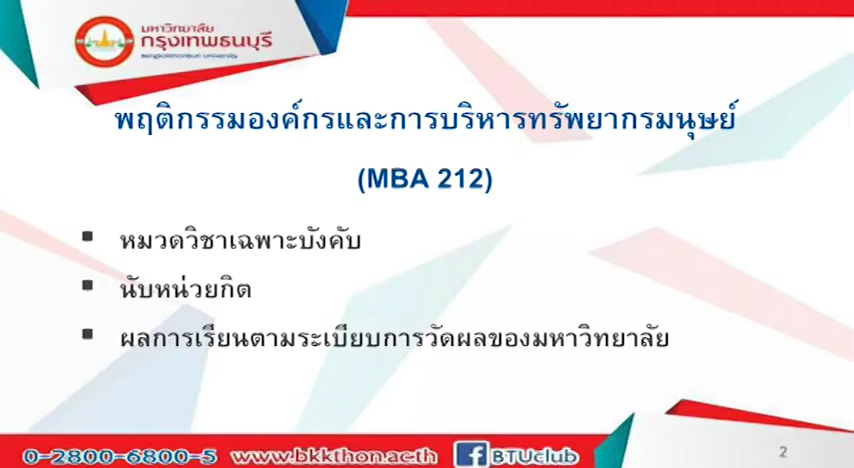 มหาวิทยาลัย
กรุงเทพธนบุรี
Bangkokthonburi University
พฤติกรรมองค์กรและการบริหารทรัพยากรมนุษย์
(MBA 212)
▪ หมวดวิชาเฉพาะบังคับ
▪ นับหน่วยกิต
▪ ผลการเรียนตามระเบียบการวัดผลของมหาวิทยาลัย
0-2800-6800-5 www.bkkthon.ac.th f BTUclub
2